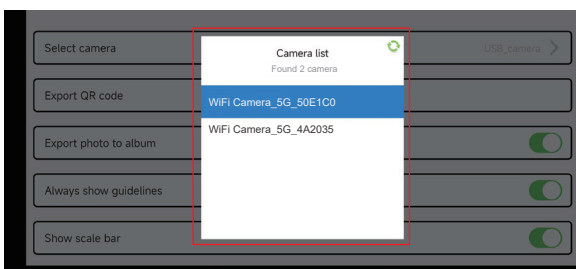 Select camera
USB_camera
Camera list
Found 2 camera
Export QR code
WiFi Camera_5G_50E1C0
WiFi Camera_5G_4A2035
Export photo to album
Always show guidelines
Show scale bar